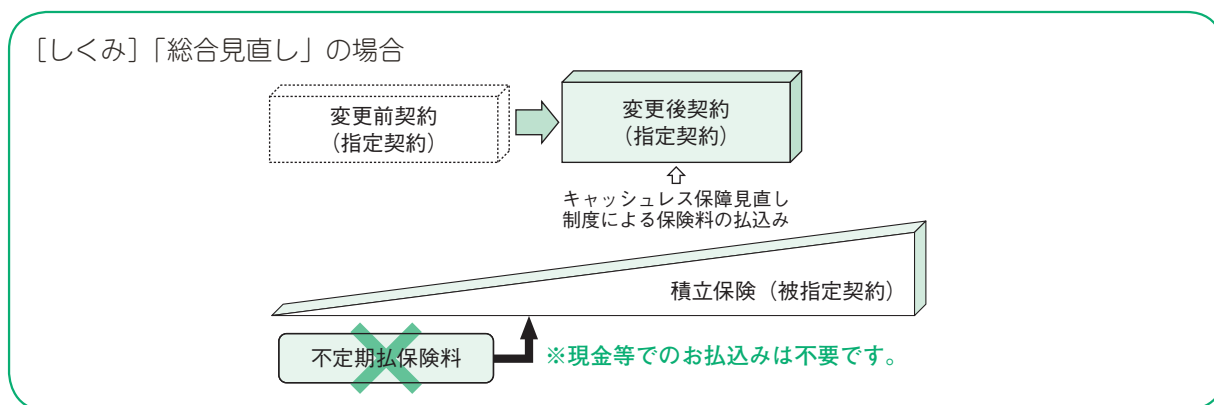 ［しくみ］「総合見直し」の場合
変更前契約
（指定契約）
変更後契約
（指定契約）
キャッシュレス保障見直し
制度による保険料の払込み
積立保険（被指定契約）
不定期払保険料
※現金等でのお払込みは不要です。